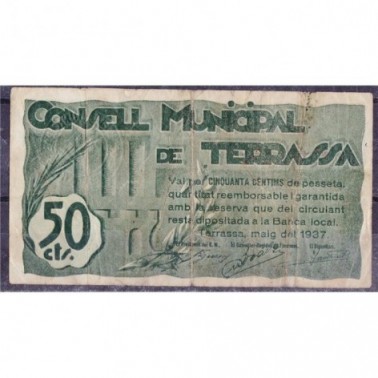 CONSELL MUNICIPAL
DE TERRASSA
Val per CINQUANTA CÈNTIMS de pesseta,
quantitat reemborsable i garantida
amb la reserva que del circulant
resta dipositada a la Banca local.
Terrassa, maig del 1937
50
cts.